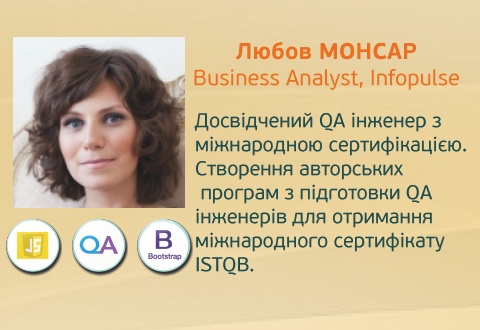 Любов МОНСАР
Business Analyst, Infopulse
Досвідчений QA інженер з
міжнародною сертифікацією.
Створення авторських
програм з підготовки QA
інженерів для отримання
міжнародного сертифікату
ISTQB.
JS
QA
B
Bootstrap